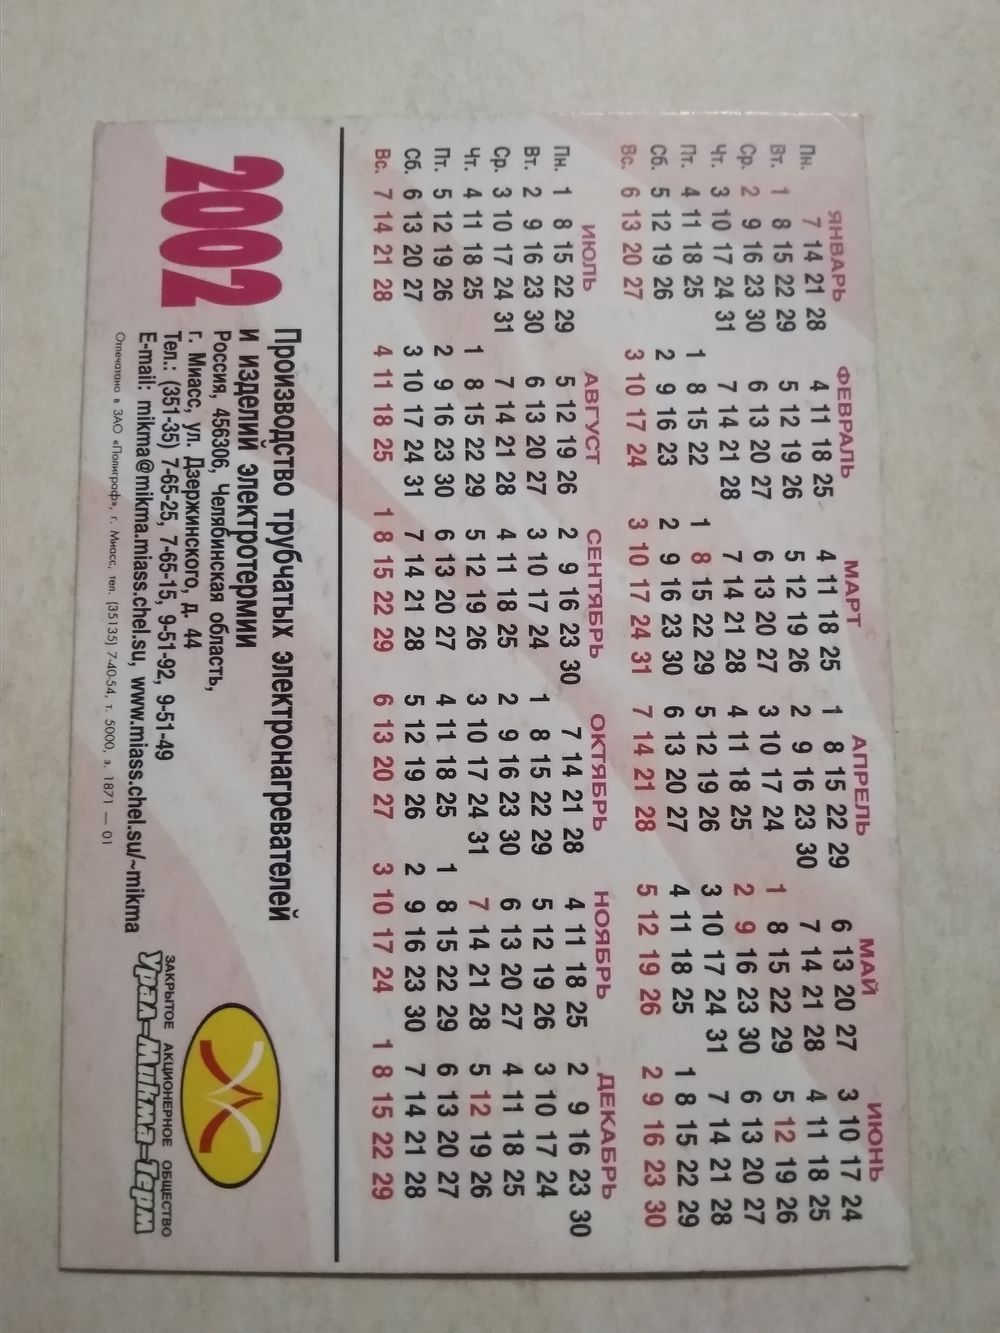 ЯНВАРЬ ФЕВРАЛЬ МАРТ АПРЕЛЬ МАЙ ИЮНЬ
Пн. 7 14 21 28 4 11 18 25 4 11 18 25 1 8 15 22 29 6 13 20 27 3 10 17 24
Вт. 1 8 15 22 29 5 12 19 26 5 12 19 26 2 9 16 23 30 7 14 21 28 4 11 18 25
Ср. 2 9 16 23 30 6 13 20 27 6 13 20 27 3 10 17 24 1 8 15 22 29 5 12 19 26
Чт. 3 10 17 24 31 7 14 21 28 7 14 21 28 4 11 18 25 2 9 16 23 30 6 13 20 27
Пт. 4 11 18 25 1 8 15 22 1 8 15 22 29 5 12 19 26 3 10 17 24 31 7 14 21 28
Сб. 5 12 19 26 2 9 16 23 2 9 16 23 30 6 13 20 27 4 11 18 25 1 8 15 22 29
Вс. 6 13 20 27 3 10 17 24 3 10 17 24 31 7 14 21 28 5 12 19 26 2 9 16 23 30
ИЮЛЬ АВГУСТ СЕНТЯБРЬ ОКТЯБРЬ НОЯБРЬ ДЕКАБРЬ
Пн. 1 8 15 22 29 5 12 19 26 2 9 16 23 30 7 14 21 28 4 11 18 25 2 9 16 23 30
Вт. 2 9 16 23 30 6 13 20 27 3 10 17 24 1 8 15 22 29 5 12 19 26 3 10 17 24
Ср. 3 10 17 24 31 7 14 21 28 4 11 18 25 2 9 16 23 30 6 13 20 27 4 11 18 25
Чт. 4 11 18 25 1 8 15 22 29 5 12 19 26 3 10 17 24 31 7 14 21 28 5 12 19 26
Пт. 5 12 19 26 2 9 16 23 30 6 13 20 27 4 11 18 25 1 8 15 22 29 6 13 20 27
Сб. 6 13 20 27 3 10 17 24 31 7 14 21 28 5 12 19 26 2 9 16 23 30 7 14 21 28
Вс. 7 14 21 28 4 11 18 25 1 8 15 22 29 6 13 20 27 3 10 17 24 1 8 15 22 29
2002
Производство трубчатых электронагревателей
и изделий электротермии
Россия, 456306, Челябинская область,
г. Миасс, ул. Дзержинского, д. 44
Тел.: (351-35) 7-65-25, 7-65-15, 9-51-92, 9-51-49
E-mail: mikma@mikma.miass.chel.su, www.miass.chel.su/~mikma
Отпечатано в ЗАО «Полиграф», г. Миасс, тел. (35135) 7-40-54, т. 5000, з. 1871 — 01
ЗАКРЫТОЕ АКЦИОНЕРНОЕ ОБЩЕСТВО
Урал-Микма-Терм